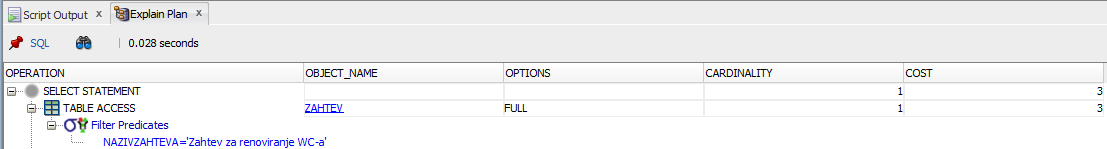 Script Output x Explain Plan x
SQL | 0.028 seconds
OPERATION OBJECT_NAME OPTIONS CARDINALITY COST
SELECT STATEMENT 1 3
TABLE ACCESS ZAHTEV FULL 1 3
Filter Predicates
NAZIVZAHTEVA='Zahtev za renoviranje WC-a'